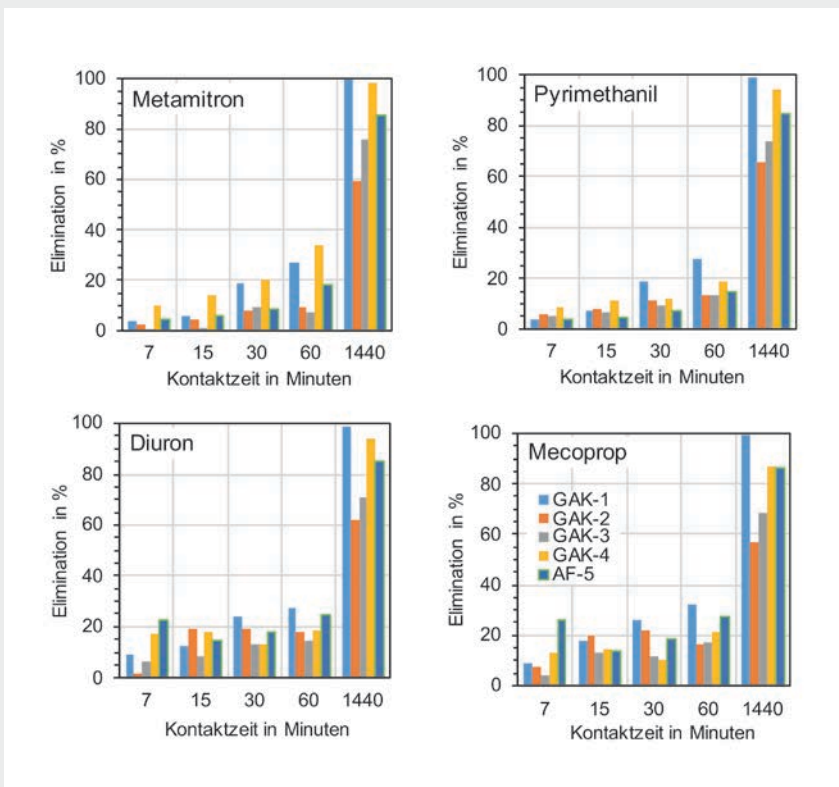 Metamitron
Elimination in %
100
80
60
40
20
0
7 15 30 60 1440
Kontaktzeit in Minuten
Pyrimethanil
Elimination in %
100
80
60
40
20
0
7 15 30 60 1440
Kontaktzeit in Minuten
Diuron
Elimination in %
100
80
60
40
20
0
7 15 30 60 1440
Kontaktzeit in Minuten
Mecoprop
Elimination in %
100
80
60
40
20
0
GAK-1
GAK-2
GAK-3
GAK-4
AF-5
7 15 30 60 1440
Kontaktzeit in Minuten